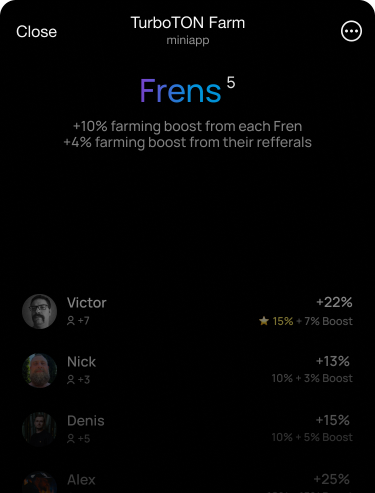 Close
TurboTON Farm
miniapp
Frens 5
+10% farming boost from each Fren
+4% farming boost from their refferals
Victor
+22%
+7
15% + 7% Boost
Nick
+13%
+3
10% + 3% Boost
Denis
+15%
+5
10% + 5% Boost
Alex
+25%